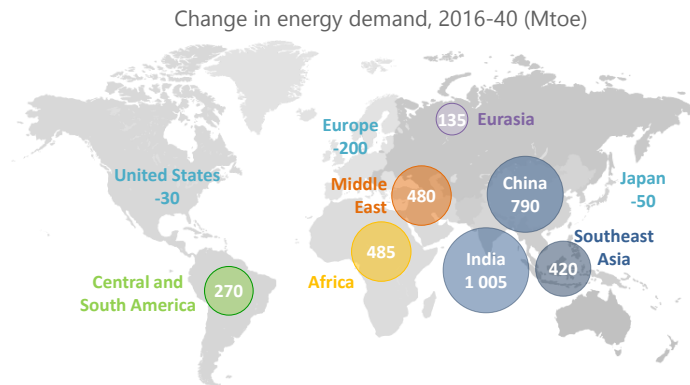 Change in energy demand, 2016-40 (Mtoe)
135
Eurasia
Europe
-200
United States
-30
Middle
East
480
China
790
Japan
-50
Southeast
Asia
420
485
Africa
India
1 005
Central and
South America
270